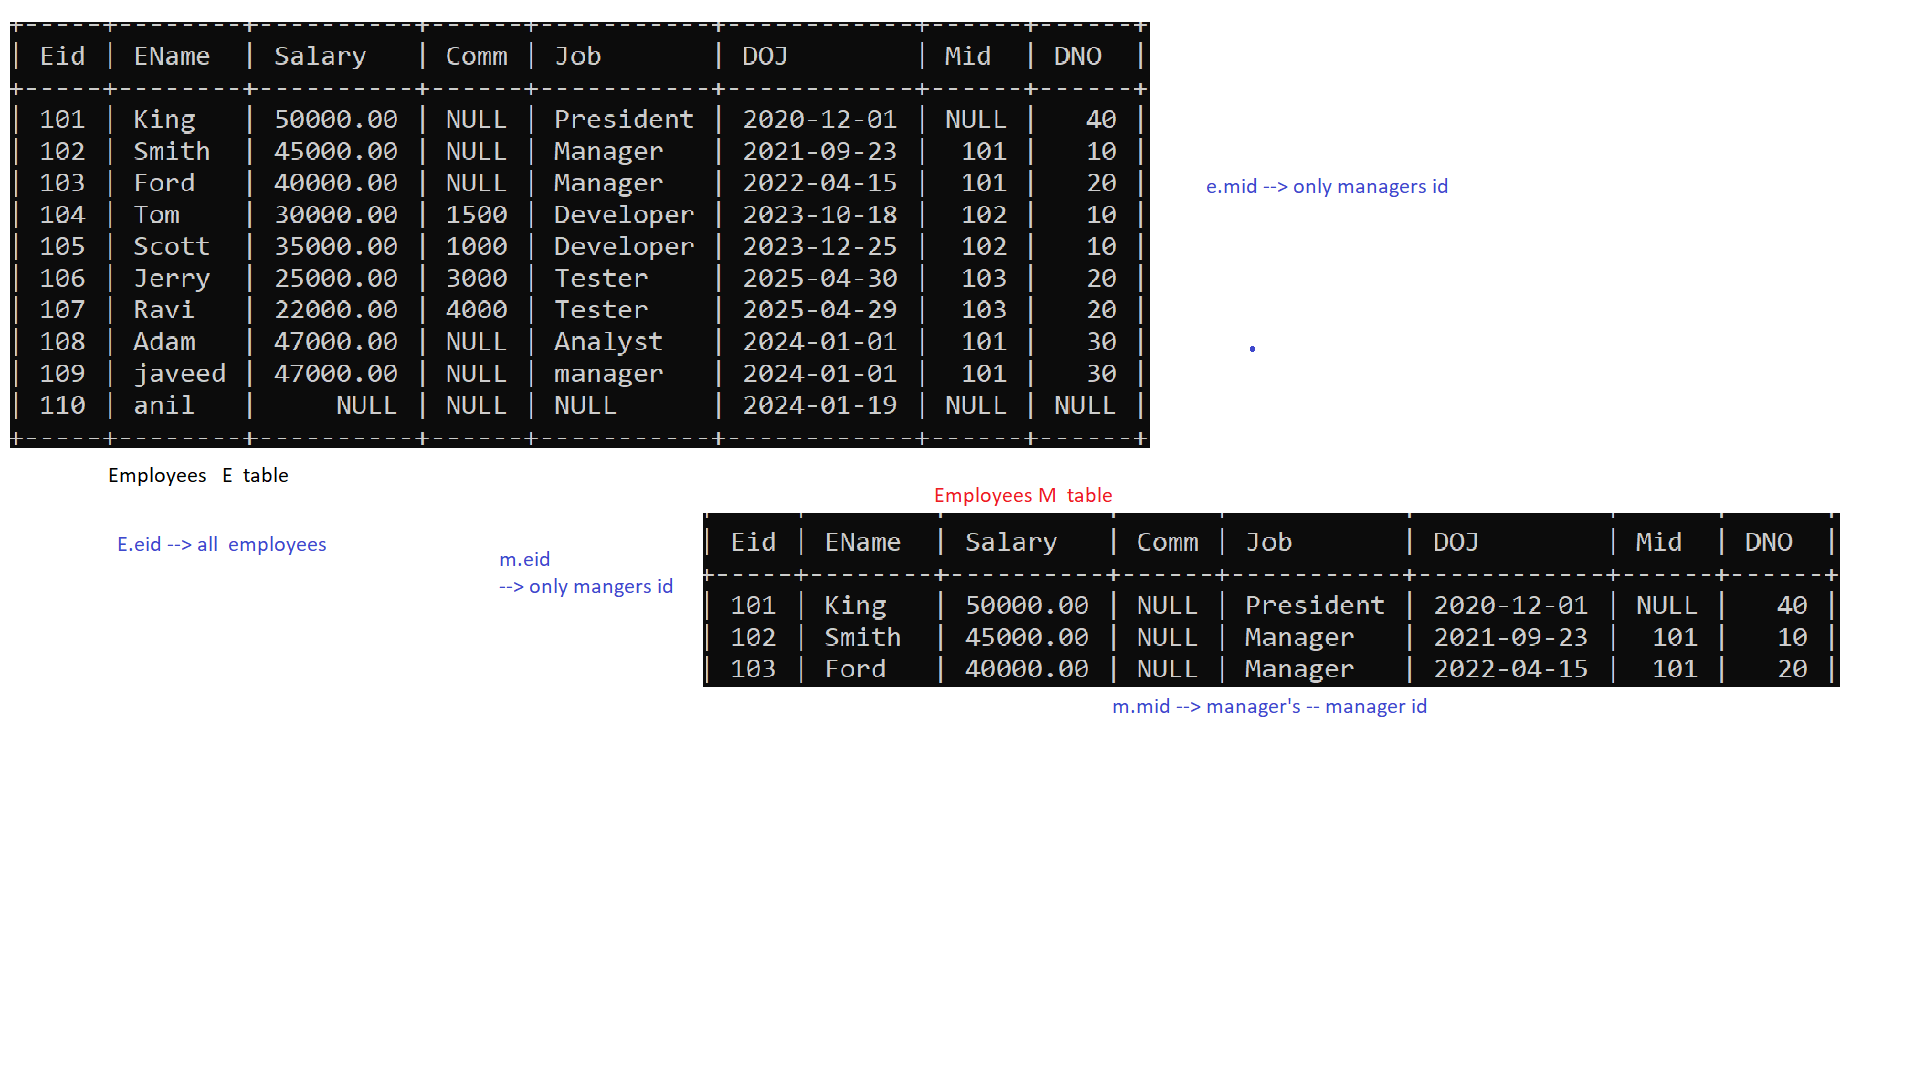 | Eid | EName | Salary | Comm | Job | DOJ | Mid | DNO |
| 101 | King | 50000.00 | NULL | President | 2020-12-01 | NULL | 40 |
| 102 | Smith | 45000.00 | NULL | Manager | 2021-09-23 | 101 | 10 |
| 103 | Ford | 40000.00 | NULL | Manager | 2022-04-15 | 101 | 20 |
| 104 | Tom | 30000.00 | 1500 | Developer | 2023-10-18 | 102 | 10 |
| 105 | Scott | 35000.00 | 1000 | Developer | 2023-12-25 | 102 | 10 |
| 106 | Jerry | 25000.00 | 3000 | Tester | 2025-04-30 | 103 | 20 |
| 107 | Ravi | 22000.00 | 4000 | Tester | 2025-04-29 | 103 | 20 |
| 108 | Adam | 47000.00 | NULL | Analyst | 2024-01-01 | 101 | 30 |
| 109 | javeed | 47000.00 | NULL | manager | 2024-01-01 | 101 | 30 |
| 110 | anil | NULL | NULL | NULL | 2024-01-19 | NULL | NULL |
e.mid --> only managers id
Employees E table
E.eid --> all employees
m.eid
--> only mangers id
Employees M table
| Eid | EName | Salary | Comm | Job | DOJ | Mid | DNO |
| 101 | King | 50000.00 | NULL | President | 2020-12-01 | NULL | 40 |
| 102 | Smith | 45000.00 | NULL | Manager | 2021-09-23 | 101 | 10 |
| 103 | Ford | 40000.00 | NULL | Manager | 2022-04-15 | 101 | 20 |
m.mid --> manager's -- manager id